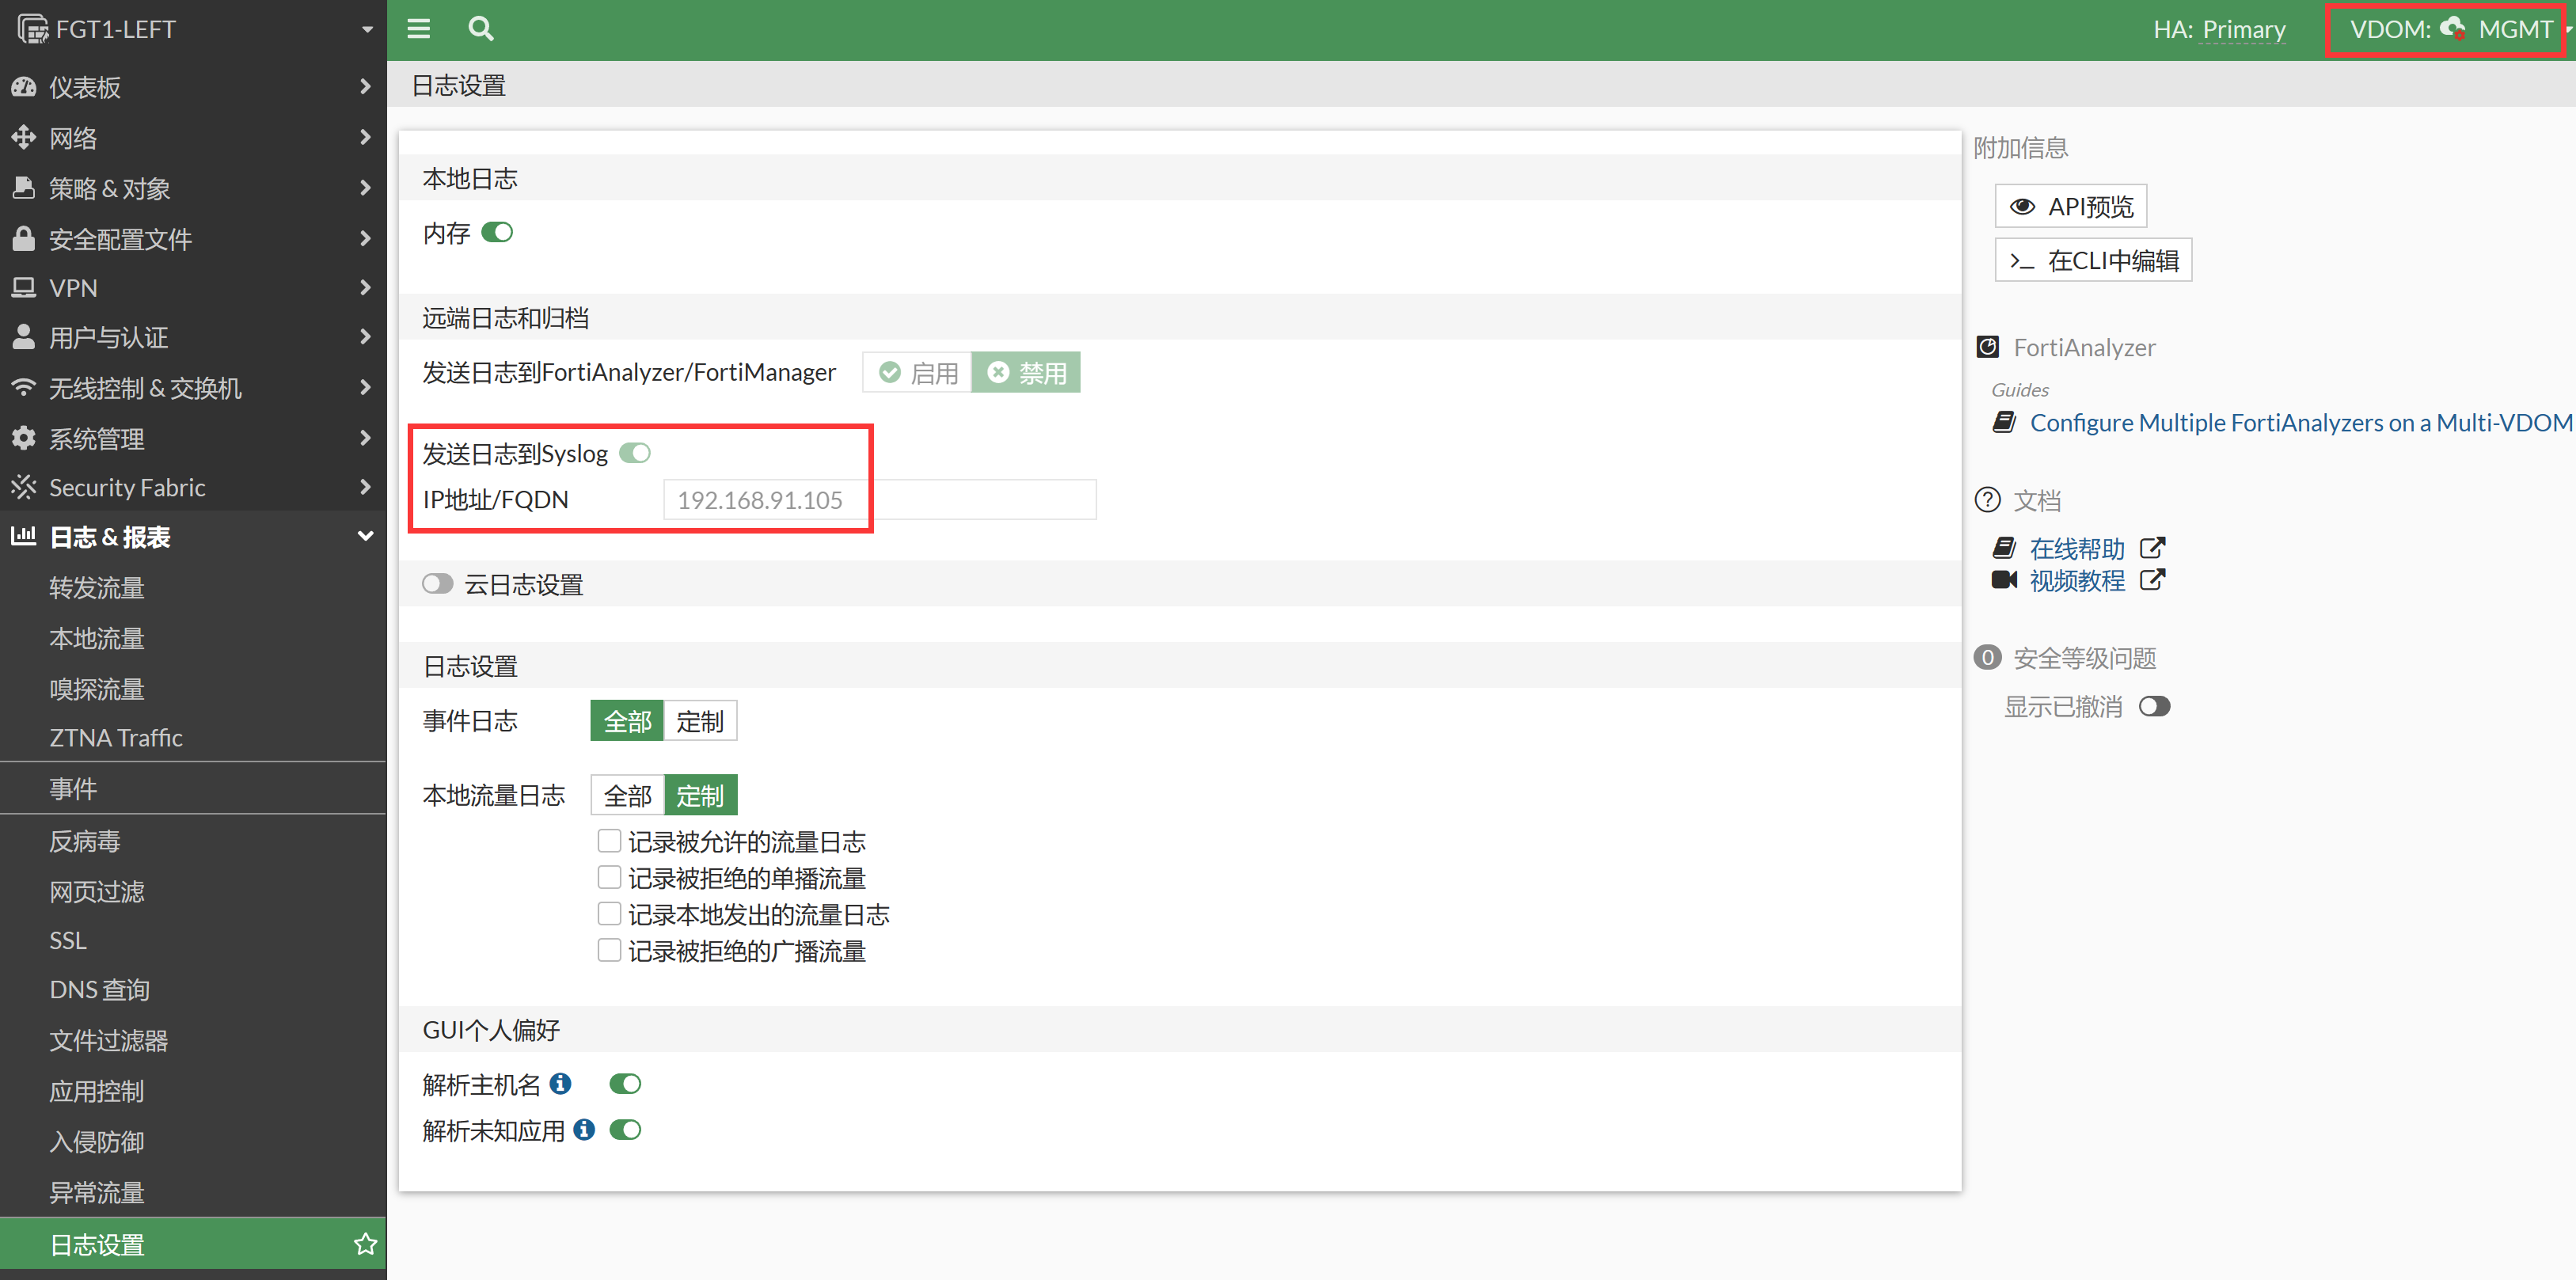 FGT1-LEFT
HA: Primary
VDOM: MGMT
仪表板
网络
策略 & 对象
安全配置文件
VPN
用户与认证
无线控制 & 交换机
系统管理
Security Fabric
日志 & 报表
转发流量
本地流量
嗅探流量
ZTNA Traffic
事件
反病毒
网页过滤
SSL
DNS 查询
文件过滤器
应用控制
入侵防御
异常流量
日志设置
日志设置
本地日志
内存
远端日志和归档
发送日志到FortiAnalyzer/FortiManager 启用 禁用
发送日志到Syslog
IP地址/FQDN 192.168.91.105
云日志设置
日志设置
事件日志 全部 定制
本地流量日志 全部 定制
记录被允许的流量日志
记录被拒绝的单播流量
记录本地发出的流量日志
记录被拒绝的广播流量
GUI个人偏好
解析主机名
解析未知应用
附加信息
API预览
>_ 在CLI中编辑
FortiAnalyzer
Guides
Configure Multiple FortiAnalyzers on a Multi-VDOM
文档
在线帮助
视频教程
0 安全等级问题
显示已撤消